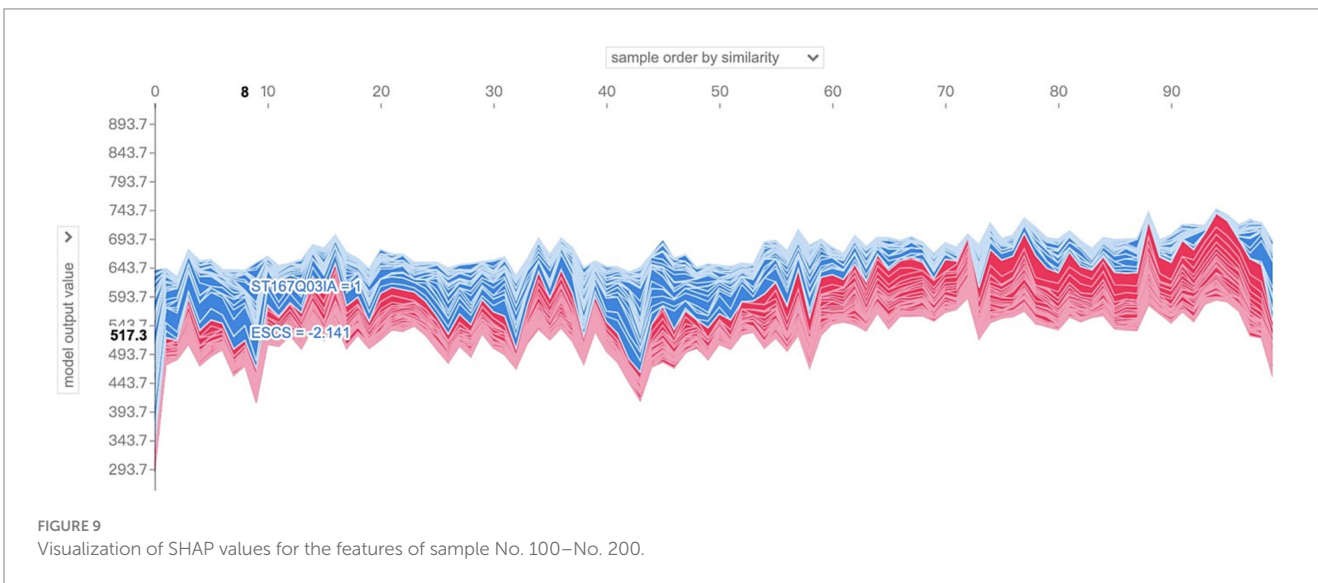 sample order by similarity
0 8 10 20 30 40 50 60 70 80 90
893.7
843.7
793.7
743.7
693.7
643.7
593.7
542.7
517.3
493.7
443.7
393.7
343.7
293.7
model output value
ST167Q03IA = 1
ESCS = -2.141
FIGURE 9
Visualization of SHAP values for the features of sample No. 100–No. 200.